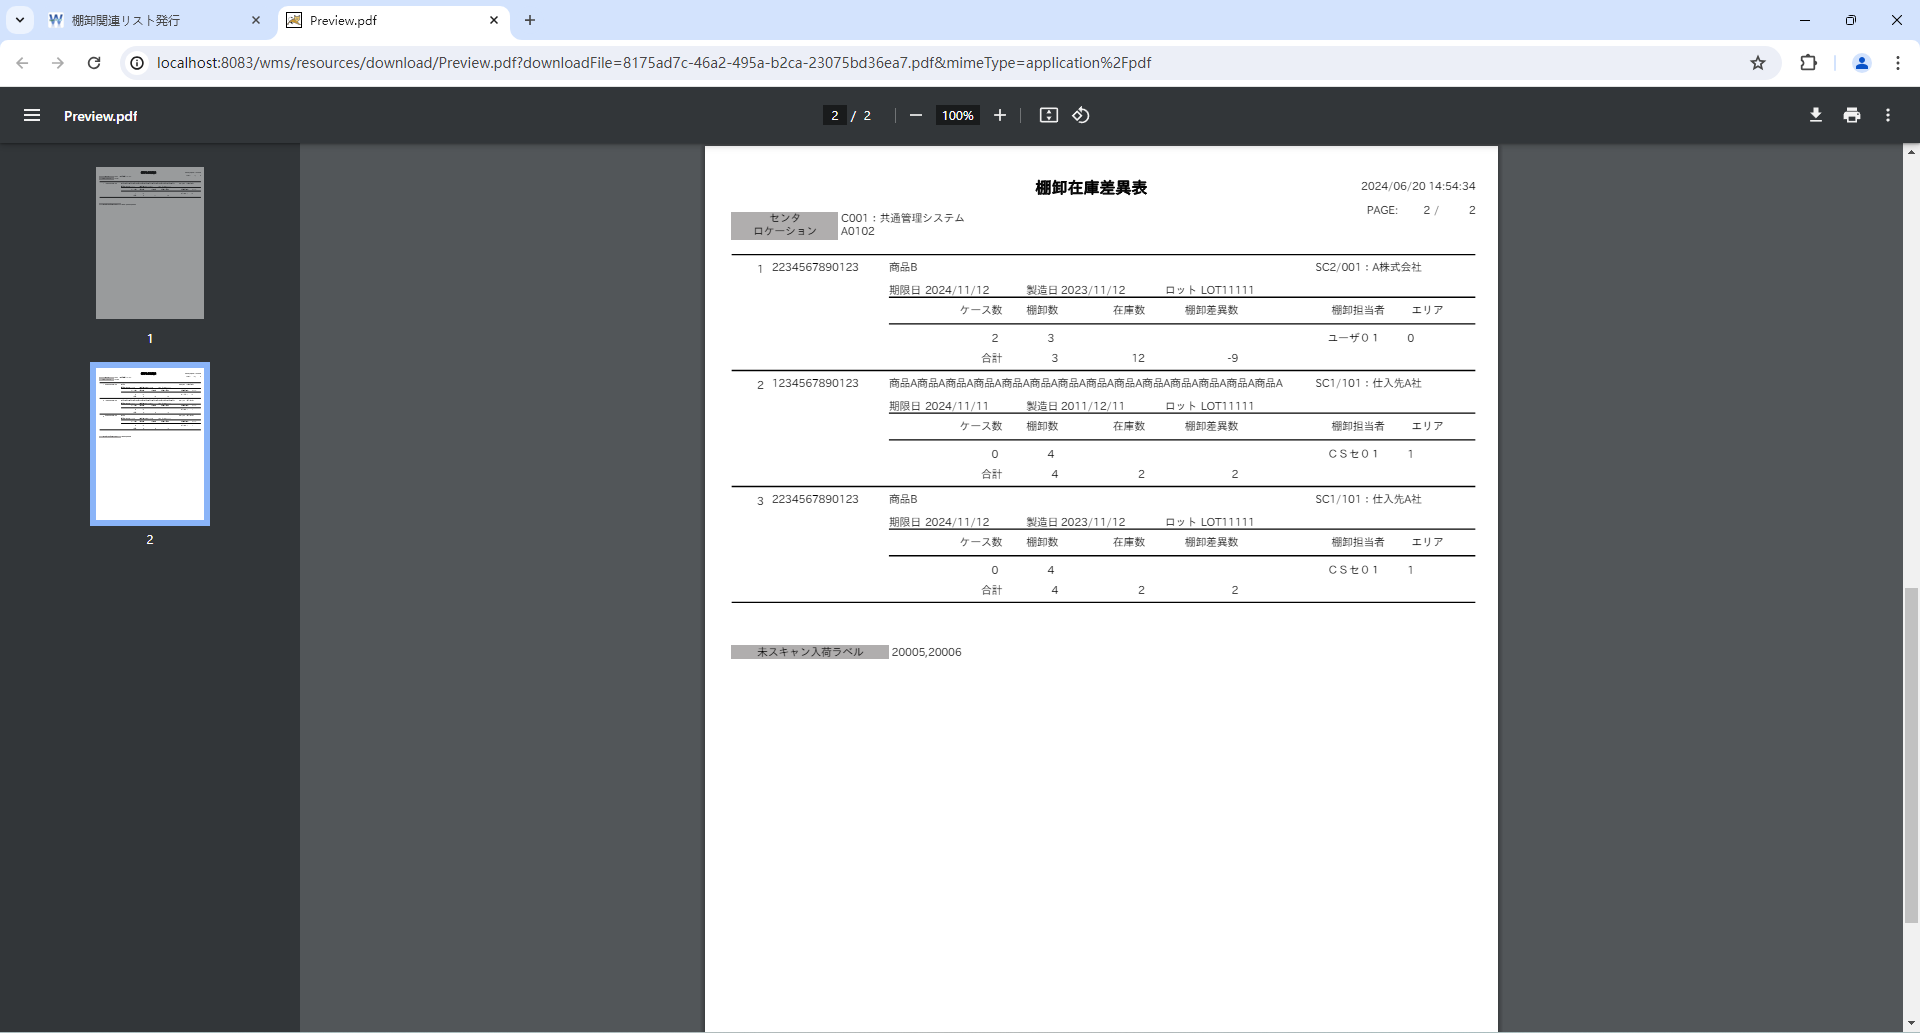 棚卸関連リスト発行
Preview.pdf
localhost:8083/wms/resources/download/Preview.pdf?downloadFile=8175ad7c-46a2-495a-b2ca-23075bd36ea7.pdf&mimeType=application%2Fpdf
Preview.pdf
2 / 2
100%
1
2
棚卸在庫差異表
2024/06/20 14:54:34
PAGE: 2 / 2
センタ C001：共通管理システム
ロケーション A0102
1 2234567890123 商品B SC2/001：A株式会社
期限日 2024/11/12 製造日 2023/11/12 ロット LOT11111
ケース数 棚卸数 在庫数 棚卸差異数 棚卸担当者 エリア
2 3 ユーザ０１ 0
合計 3 12 -9
2 1234567890123 商品A商品A商品A商品A商品A商品A商品A商品A商品A商品A商品A商品A商品A商品A SC1/101：仕入先A社
期限日 2024/11/11 製造日 2011/12/11 ロット LOT11111
ケース数 棚卸数 在庫数 棚卸差異数 棚卸担当者 エリア
0 4 ＣＳセ０１ 1
合計 4 2 2
3 2234567890123 商品B SC1/101：仕入先A社
期限日 2024/11/12 製造日 2023/11/12 ロット LOT11111
ケース数 棚卸数 在庫数 棚卸差異数 棚卸担当者 エリア
0 4 ＣＳセ０１ 1
合計 4 2 2
未スキャン入荷ラベル 20005,20006